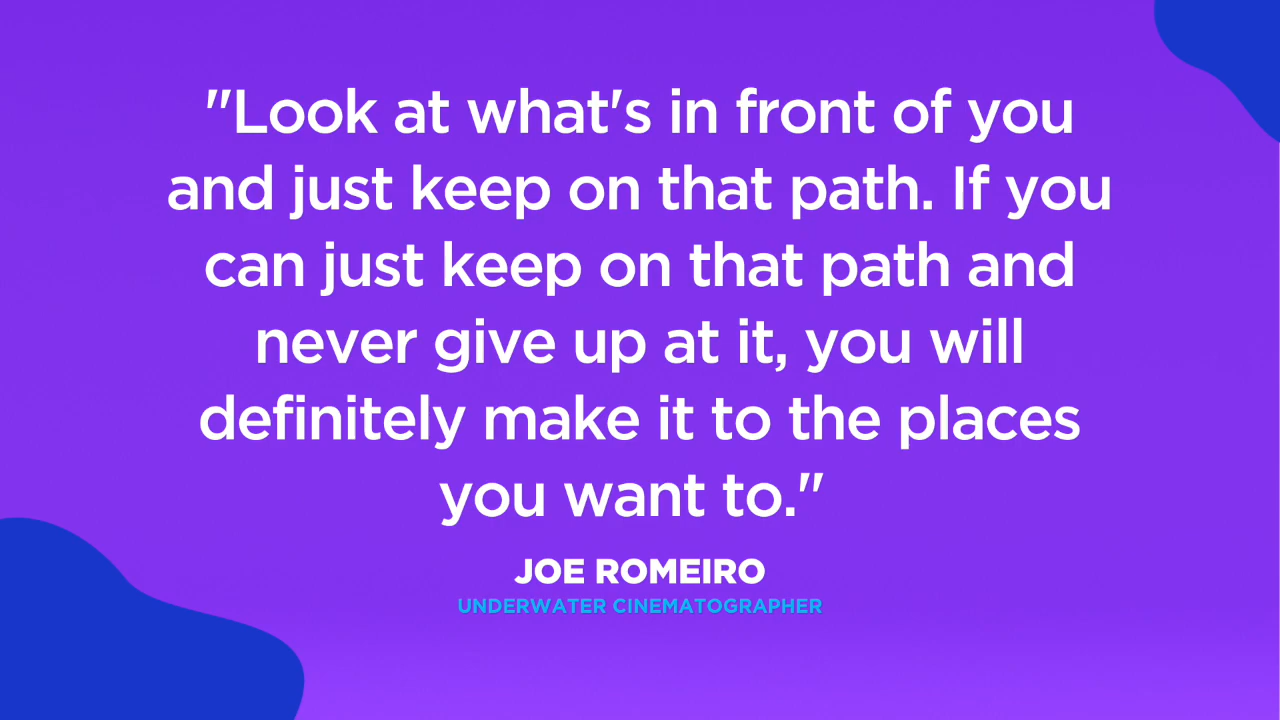 "Look at what's in front of you
and just keep on that path. If you
can just keep on that path and
never give up at it, you will
definitely make it to the places
you want to."
JOE ROMEIRO
UNDERWATER CINEMATOGRAPHER